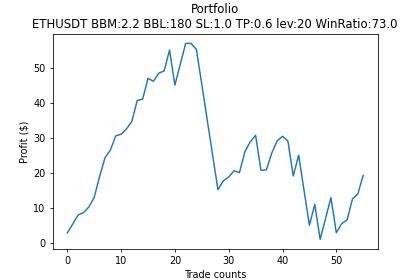 Portfolio
ETHUSDT BBM:2.2 BBL:180 SL:1.0 TP:0.6 lev:20 WinRatio:73.0
50
40
30
20
10
0
Profit ($)
0 10 20 30 40 50
Trade counts